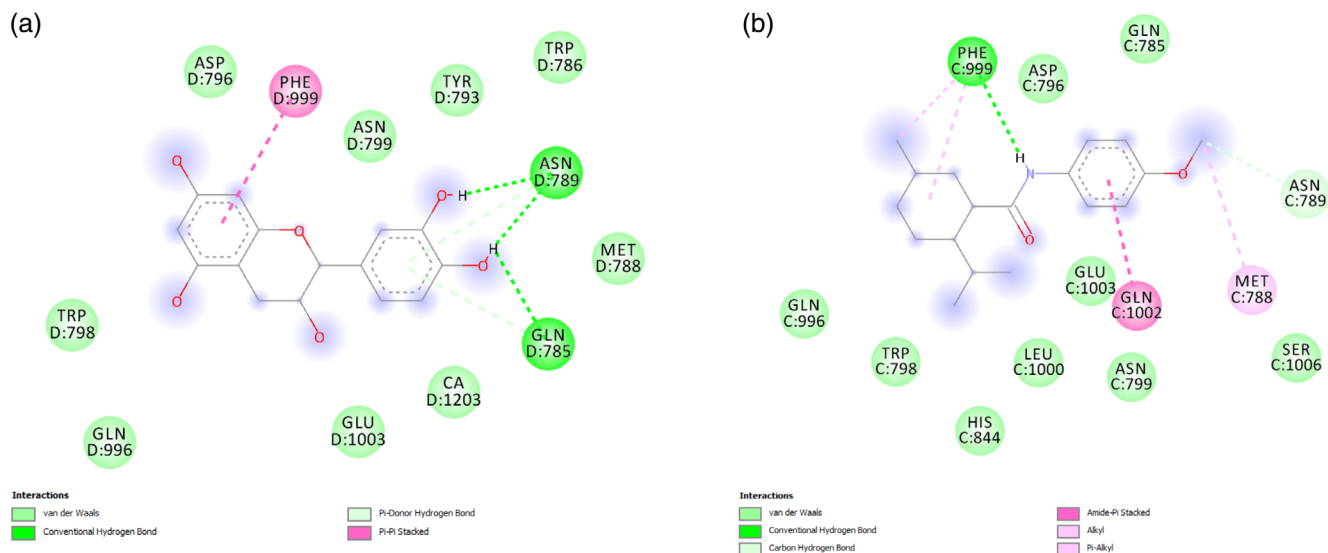 (a)
ASP
D:796
PHE
D:999
TYR
D:793
TRP
D:786
ASN
D:799
ASN
D:789
O
O
H
O
H
O
MET
D:788
O
O
TRP
D:798
GLN
D:785
CA
D:1203
GLU
D:1003
GLN
D:996
Interactions
van der Waals
Conventional Hydrogen Bond
Pi-Donor Hydrogen Bond
Pi-Pi Stacked
(b)
GLN
C:785
PHE
C:999
ASP
C:796
H
N
O
O
ASN
C:789
GLU
C:1003
GLN
C:1002
MET
C:788
GLN
C:996
TRP
C:798
LEU
C:1000
ASN
C:799
SER
C:1006
HIS
C:844
Interactions
van der Waals
Conventional Hydrogen Bond
Carbon Hydrogen Bond
Amide-Pi Stacked
Alkyl
Pi-Alkyl